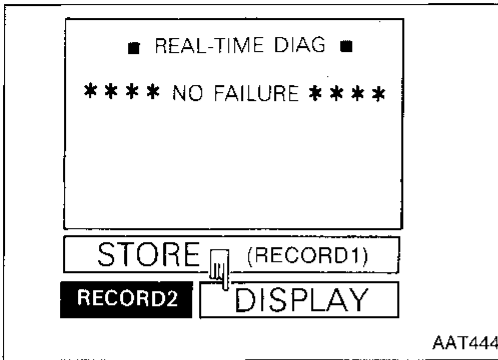 ■ REAL-TIME DIAG ■
**** NO FAILURE ****
STORE (RECORD1)
RECORD2 DISPLAY
AAT444